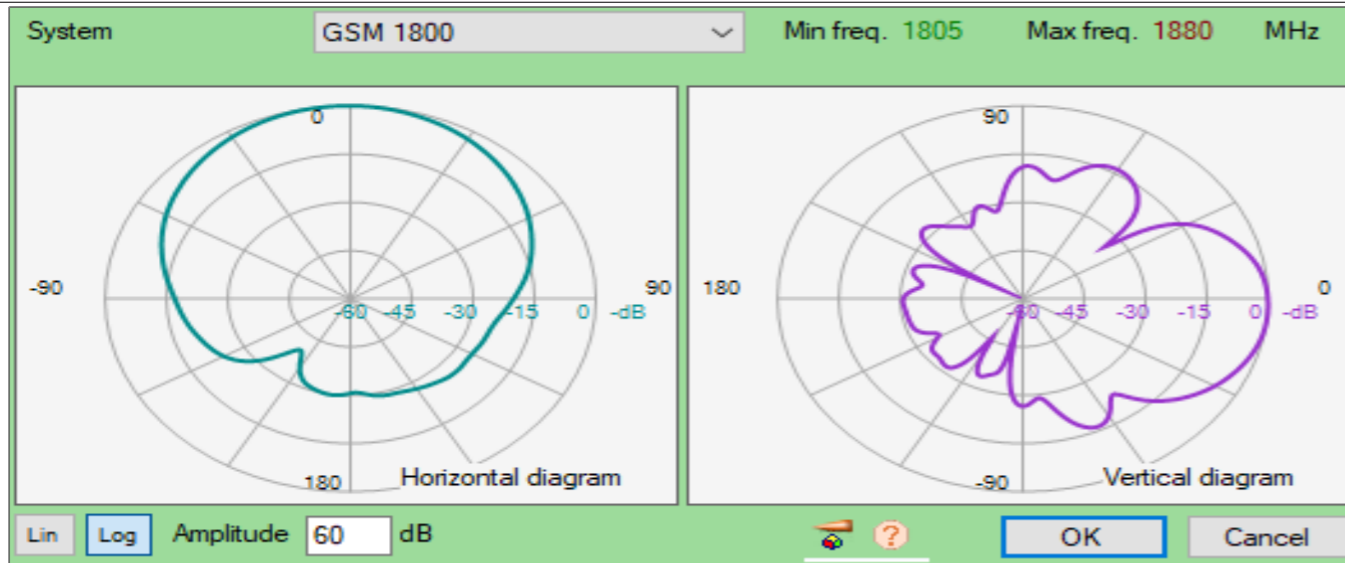 System GSM 1800 Min freq. 1805 Max freq. 1880 MHz
0 90
-90 90 180 0
-60 -45 -30 -15 0 -dB -60 -45 -30 -15 0 -dB
180 Horizontal diagram -90 Vertical diagram
Lin Log Amplitude 60 dB ? OK Cancel